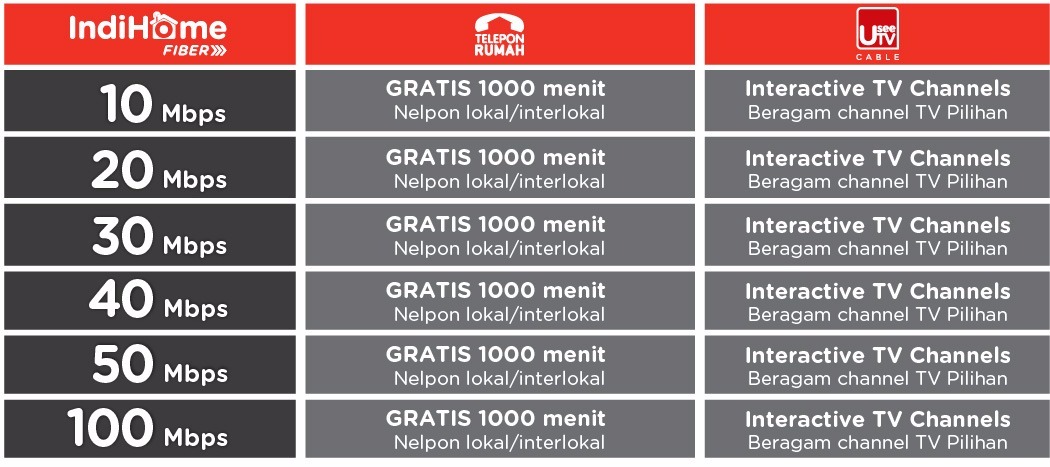 IndiHome
FIBER
TELEPON
RUMAH
Usee
TV
CABLE
10 Mbps
GRATIS 1000 menit
Nelpon lokal/interlokal
Interactive TV Channels
Beragam channel TV Pilihan
20 Mbps
GRATIS 1000 menit
Nelpon lokal/interlokal
Interactive TV Channels
Beragam channel TV Pilihan
30 Mbps
GRATIS 1000 menit
Nelpon lokal/interlokal
Interactive TV Channels
Beragam channel TV Pilihan
40 Mbps
GRATIS 1000 menit
Nelpon lokal/interlokal
Interactive TV Channels
Beragam channel TV Pilihan
50 Mbps
GRATIS 1000 menit
Nelpon lokal/interlokal
Interactive TV Channels
Beragam channel TV Pilihan
100 Mbps
GRATIS 1000 menit
Nelpon lokal/interlokal
Interactive TV Channels
Beragam channel TV Pilihan